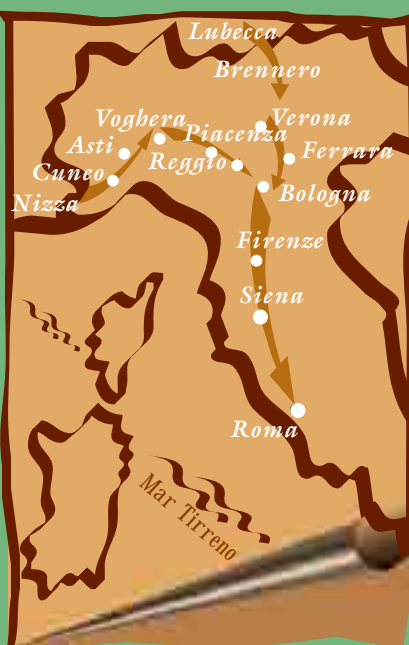 Lubecca
Brennero
Voghera
Verona
Piacenza
Asti
Reggio
Ferrara
Cuneo
Nizza
Bologna
Firenze
Siena
Roma
Mar Tirreno